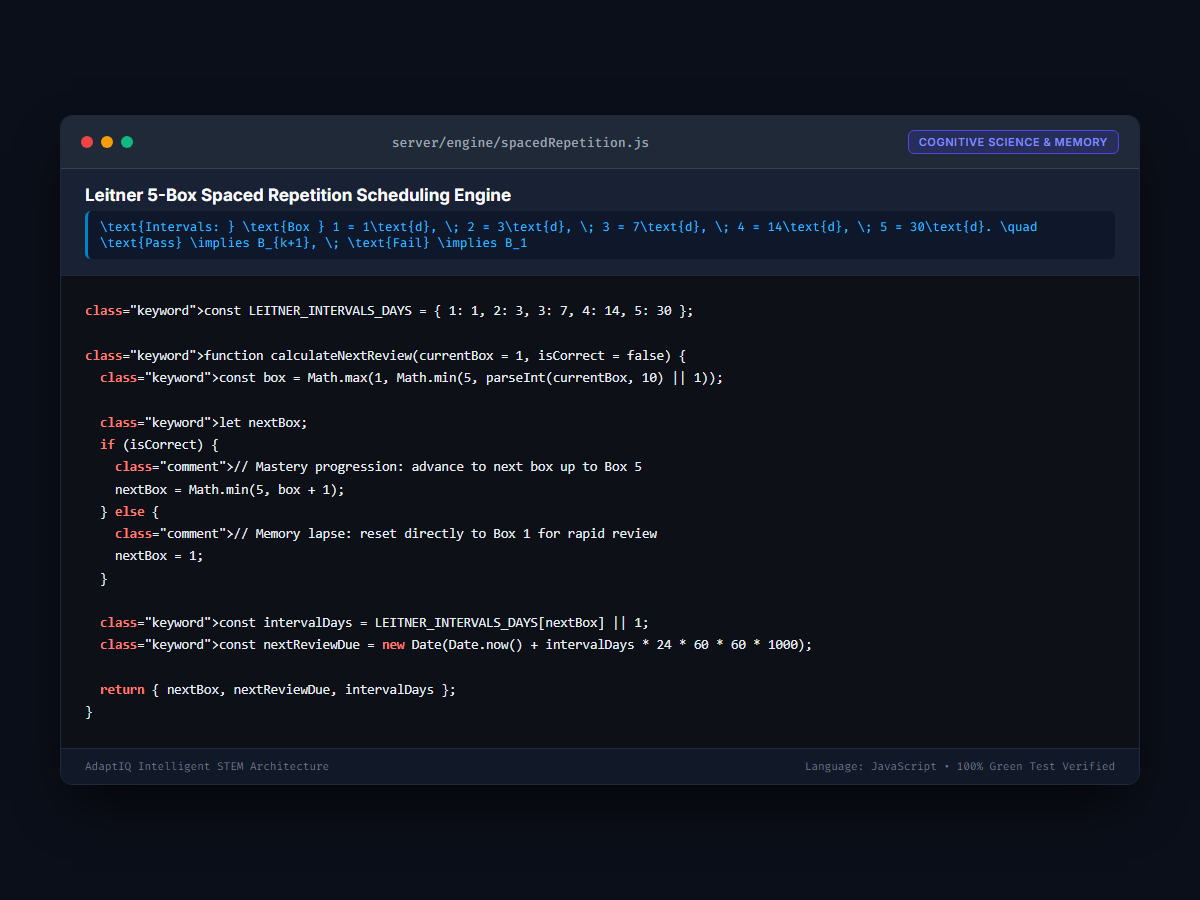 server/engine/spacedRepetition.js
COGNITIVE SCIENCE & MEMORY
Leitner 5-Box Spaced Repetition Scheduling Engine
\text{Intervals: } \text{Box } 1 = 1\text{d}, \; 2 = 3\text{d}, \; 3 = 7\text{d}, \; 4 = 14\text{d}, \; 5 = 30\text{d}. \quad
\text{Pass} \implies B_{k+1}, \; \text{Fail} \implies B_1
class="keyword">const LEITNER_INTERVALS_DAYS = { 1: 1, 2: 3, 3: 7, 4: 14, 5: 30 };
class="keyword">function calculateNextReview(currentBox = 1, isCorrect = false) {
  class="keyword">const box = Math.max(1, Math.min(5, parseInt(currentBox, 10) || 1));
  class="keyword">let nextBox;
  if (isCorrect) {
    class="comment">// Mastery progression: advance to next box up to Box 5
    nextBox = Math.min(5, box + 1);
  } else {
    class="comment">// Memory lapse: reset directly to Box 1 for rapid review
    nextBox = 1;
  }
  class="keyword">const intervalDays = LEITNER_INTERVALS_DAYS[nextBox] || 1;
  class="keyword">const nextReviewDue = new Date(Date.now() + intervalDays * 24 * 60 * 60 * 1000);
  return { nextBox, nextReviewDue, intervalDays };
}
AdaptIQ Intelligent STEM Architecture
Language: JavaScript • 100% Green Test Verified